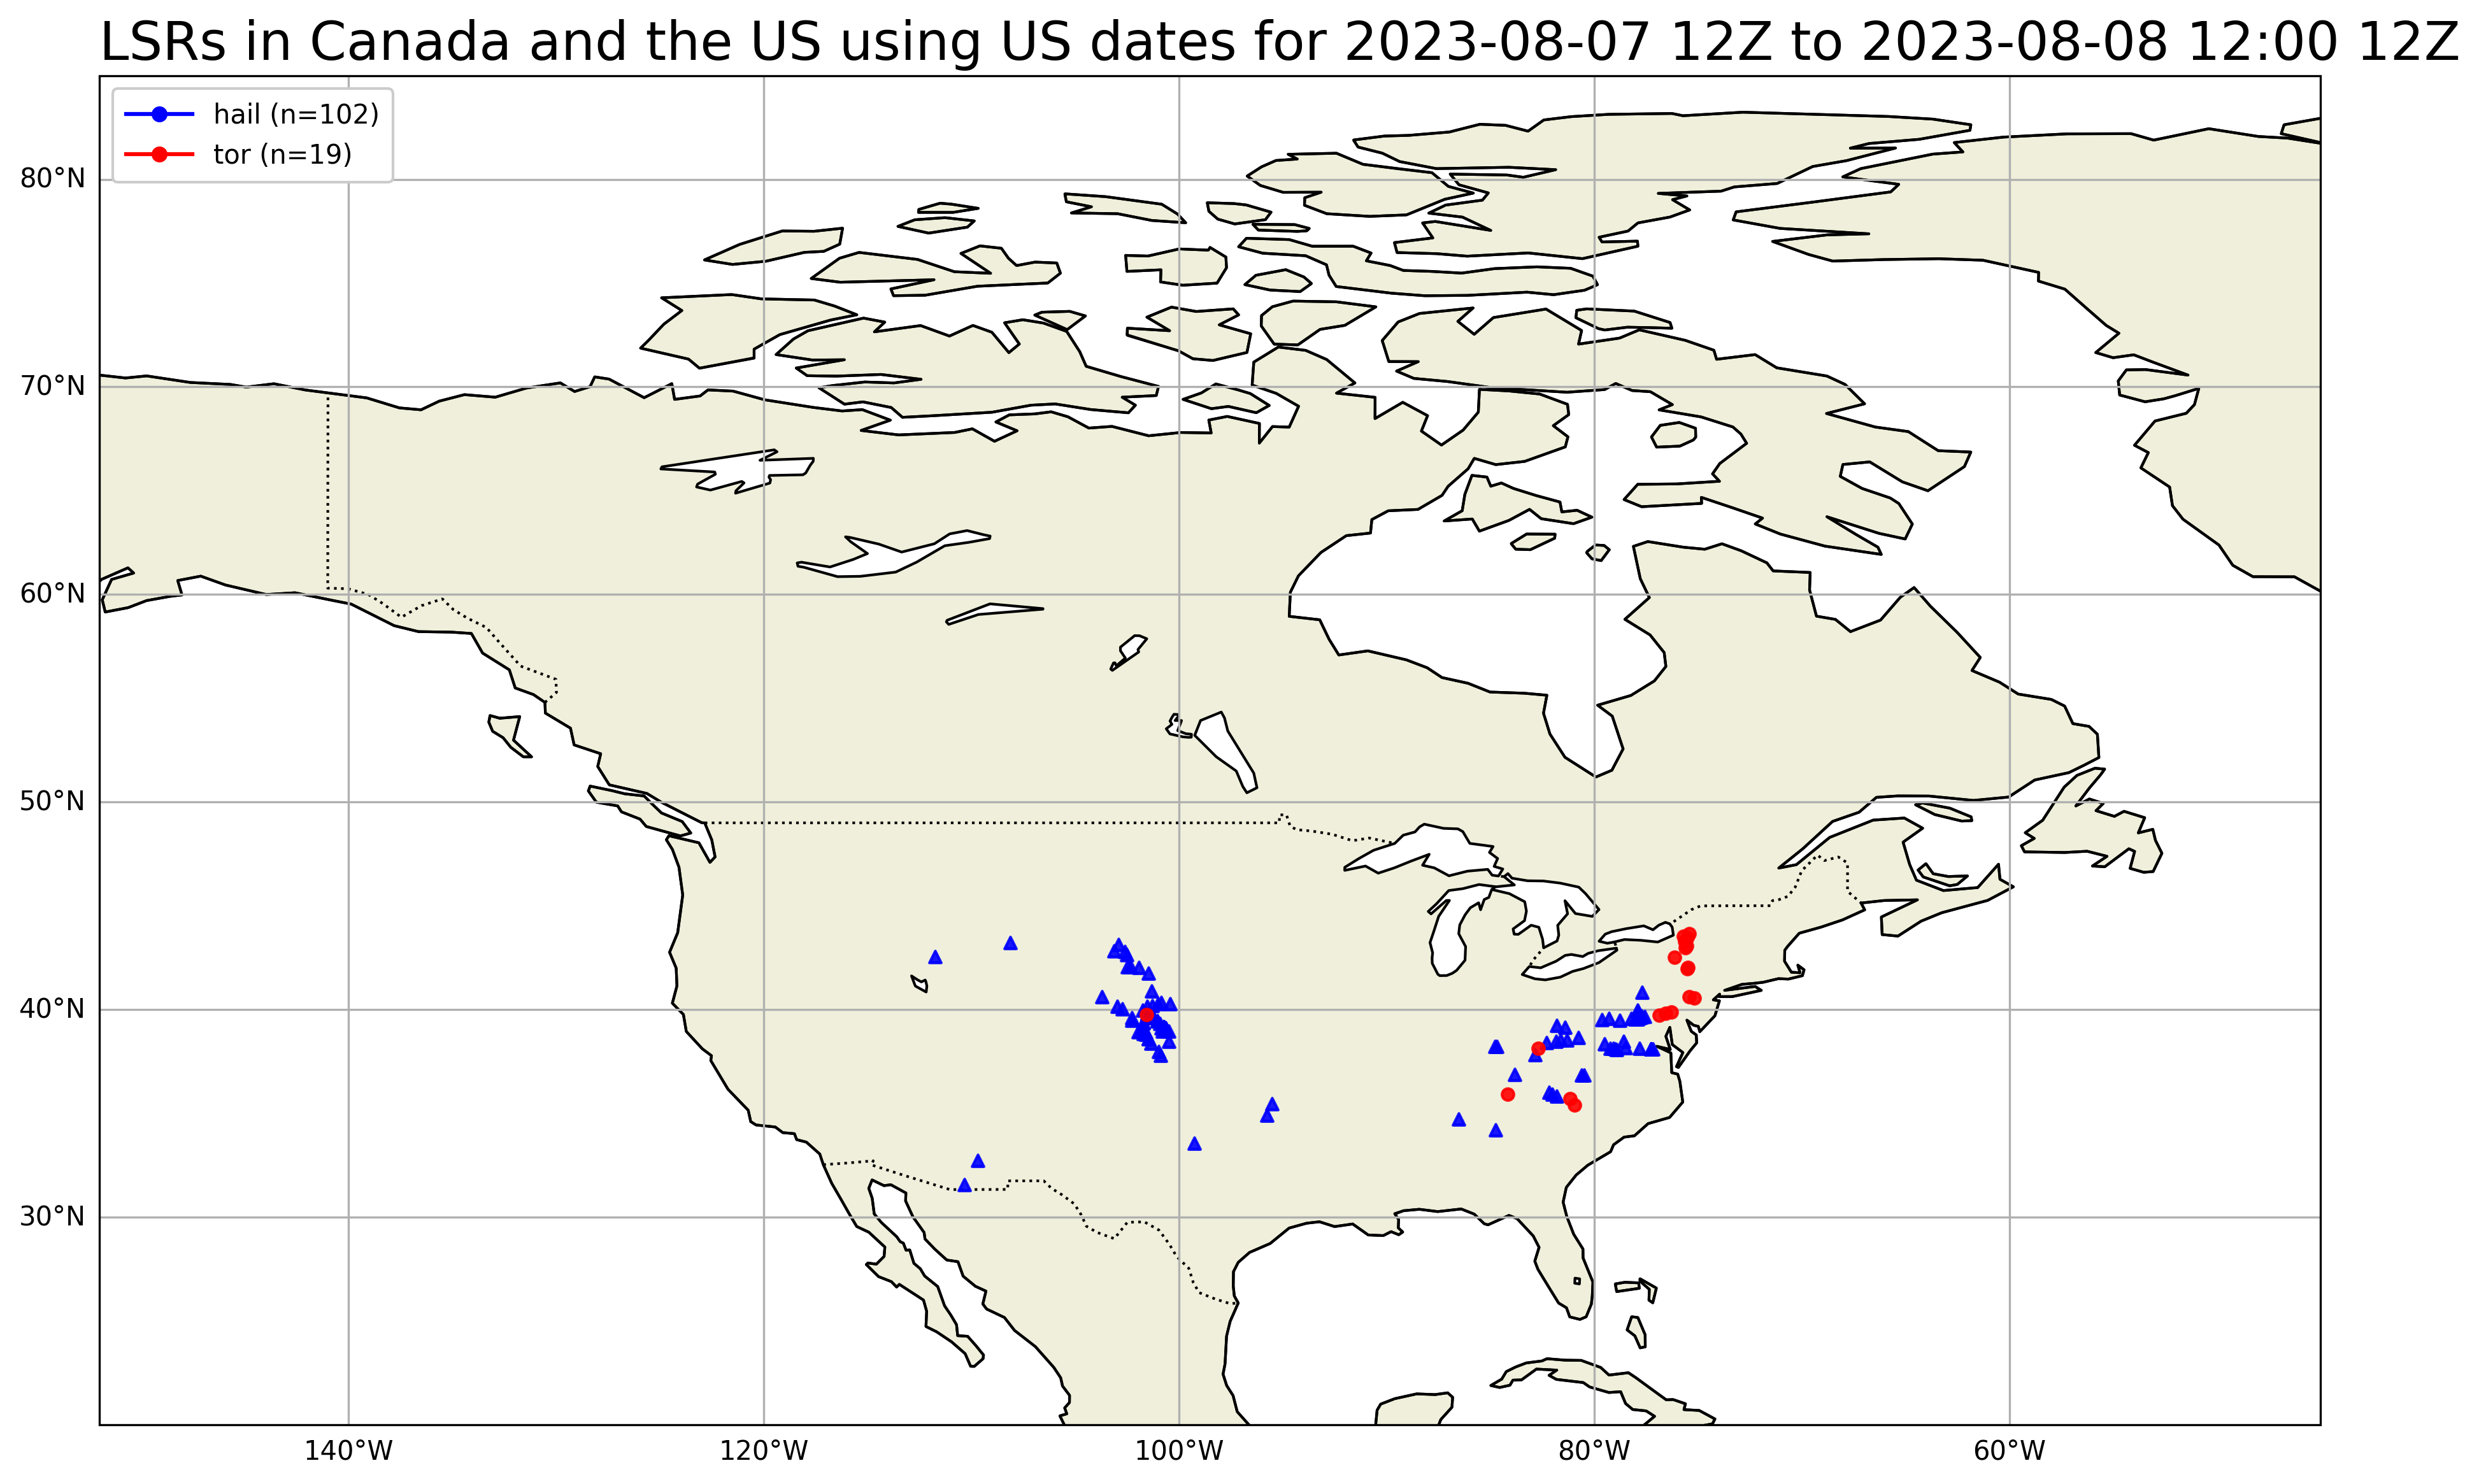 LSRs in Canada and the US using US dates for 2023-08-07 12Z to 2023-08-08 12:00 12Z
hail (n=102)
tor (n=19)
80°N
70°N
60°N
50°N
40°N
30°N
140°W
120°W
100°W
80°W
60°W